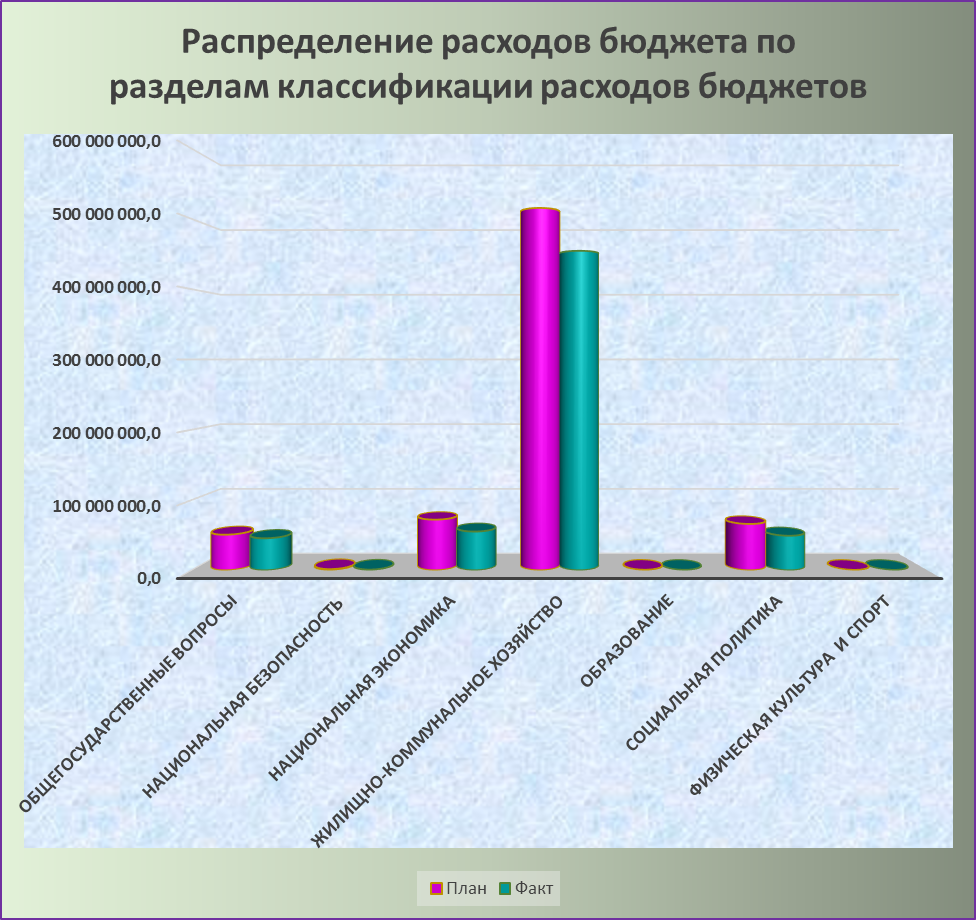 Распределение расходов бюджета по
разделам классификации расходов бюджетов
600 000 000,0
500 000 000,0
400 000 000,0
300 000 000,0
200 000 000,0
100 000 000,0
0,0
ОБЩЕГОСУДАРСТВЕННЫЕ ВОПРОСЫ
НАЦИОНАЛЬНАЯ БЕЗОПАСНОСТЬ
НАЦИОНАЛЬНАЯ ЭКОНОМИКА
ЖИЛИЩНО-КОММУНАЛЬНОЕ ХОЗЯЙСТВО
ОБРАЗОВАНИЕ
СОЦИАЛЬНАЯ ПОЛИТИКА
ФИЗИЧЕСКАЯ КУЛЬТУРА И СПОРТ
План Факт